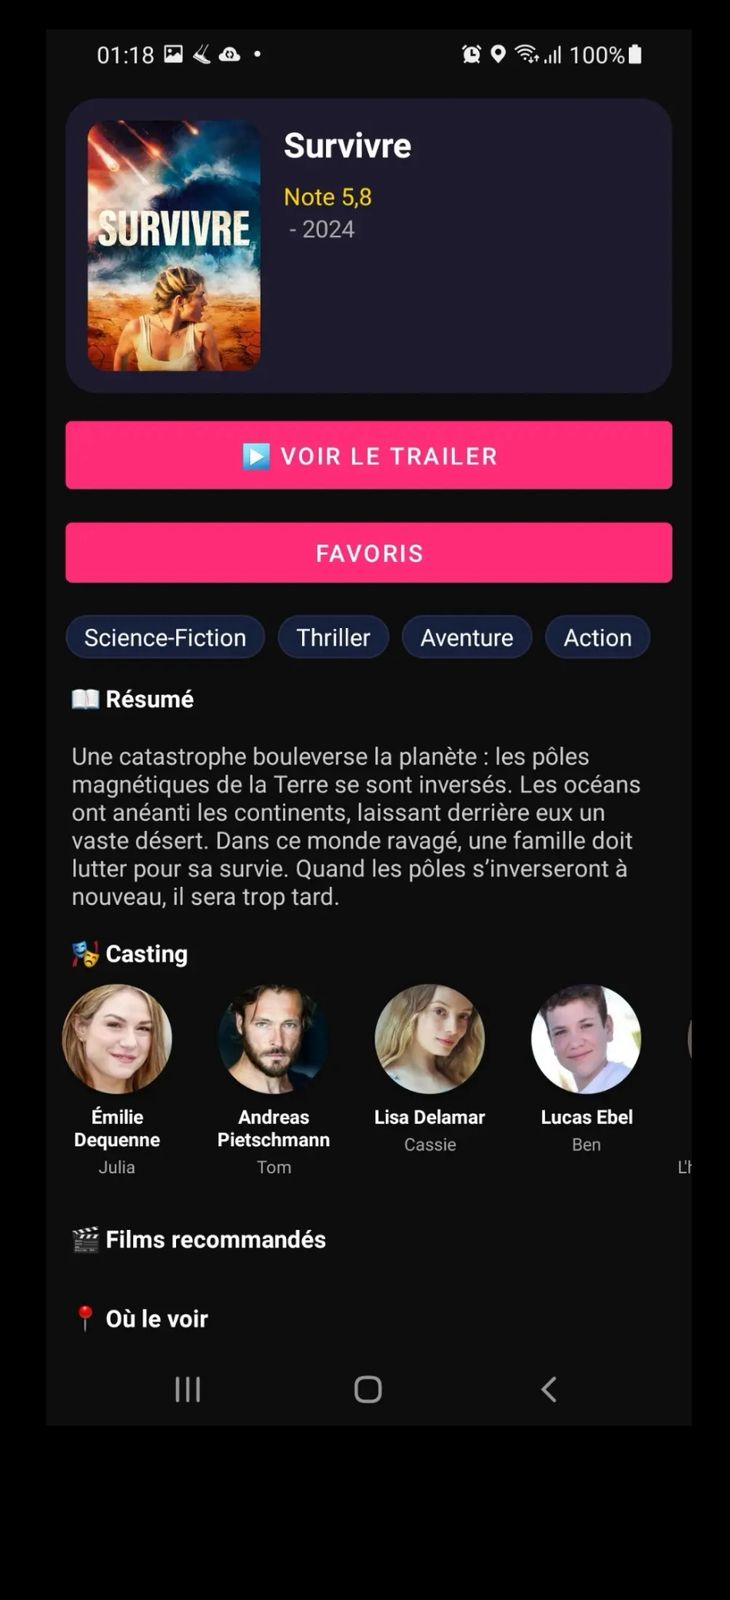 01:18 100%
Survivre
SURVIVRE
Note 5,8
- 2024
VOIR LE TRAILER
FAVORIS
Science-Fiction Thriller Aventure Action
Résumé
Une catastrophe bouleverse la planète : les pôles
magnétiques de la Terre se sont inversés. Les océans
ont anéanti les continents, laissant derrière eux un
vaste désert. Dans ce monde ravagé, une famille doit
lutter pour sa survie. Quand les pôles s’inverseront à
nouveau, il sera trop tard.
Casting
Émilie
Dequenne
Julia
Andreas
Pietschmann
Tom
Lisa Delamar
Cassie
Lucas Ebel
Ben
Films recommandés
Où le voir